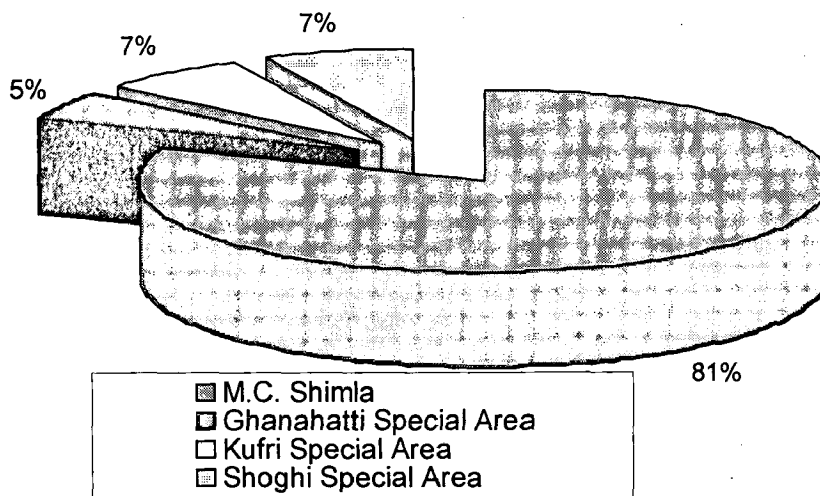 7%
7%
5%
81%
M.C. Shimla
Ghanahatti Special Area
Kufri Special Area
Shoghi Special Area